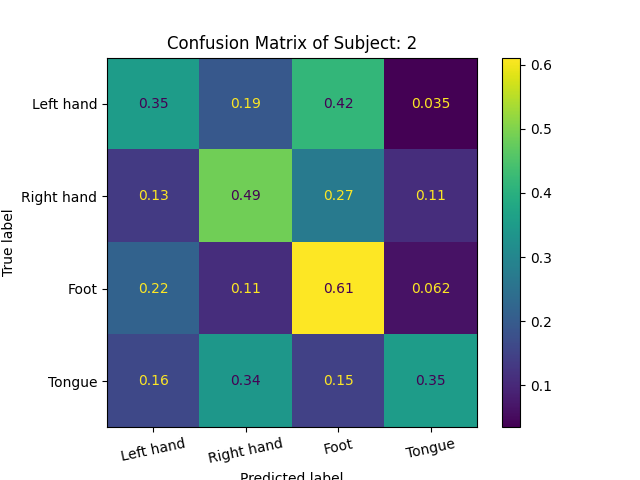 Confusion Matrix of Subject: 2
Left hand 0.35 0.19 0.42 0.035
Right hand 0.13 0.49 0.27 0.11
Foot 0.22 0.11 0.61 0.062
Tongue 0.16 0.34 0.15 0.35
Left hand Right hand Foot Tongue
Predicted label
True label
0.6
0.5
0.4
0.3
0.2
0.1